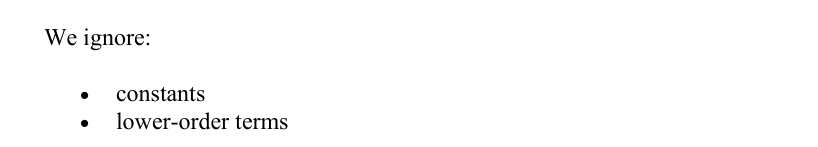 We ignore:
• constants
• lower-order terms